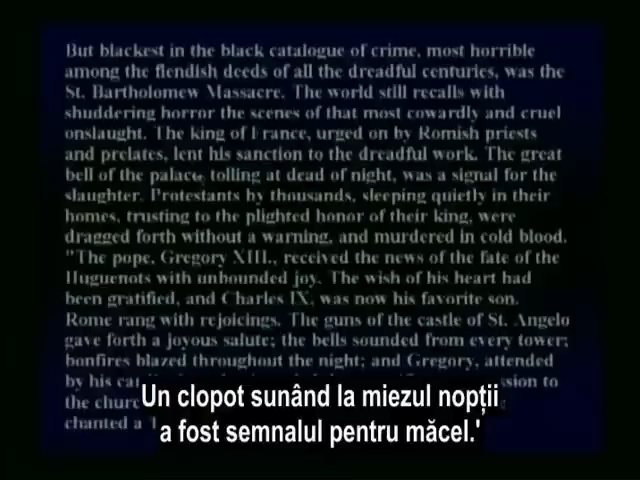 But blackest in the black catalogue of crime, most horrible
among the fiendish deeds of all the dreadful centuries, was the
St. Bartholomew Massacre. The world still recalls with
shuddering horror the scenes of that most cowardly and cruel
onslaught. The king of France, urged on by Romish priests
and prelates, lent his sanction to the dreadful work. The great
bell of the palace, tolling at dead of night, was a signal for the
slaughter. Protestants by thousands, sleeping quietly in their
homes, trusting to the plighted honor of their king, were
dragged forth without a warning, and murdered in cold blood.
"The pope, Gregory XIII., received the news of the fate of the
Huguenots with unbounded joy. The wish of his heart had
been gratified, and Charles IX, was now his favorite son.
Rome rang with rejoicings. The guns of the castle of St. Angelo
gave forth a joyous salute; the bells sounded from every tower;
bonfires blazed throughout the night; and Gregory, attended
by his
to
the
chanted a
Un clopot sunând la miezul nopții
a fost semnalul pentru măcel.'